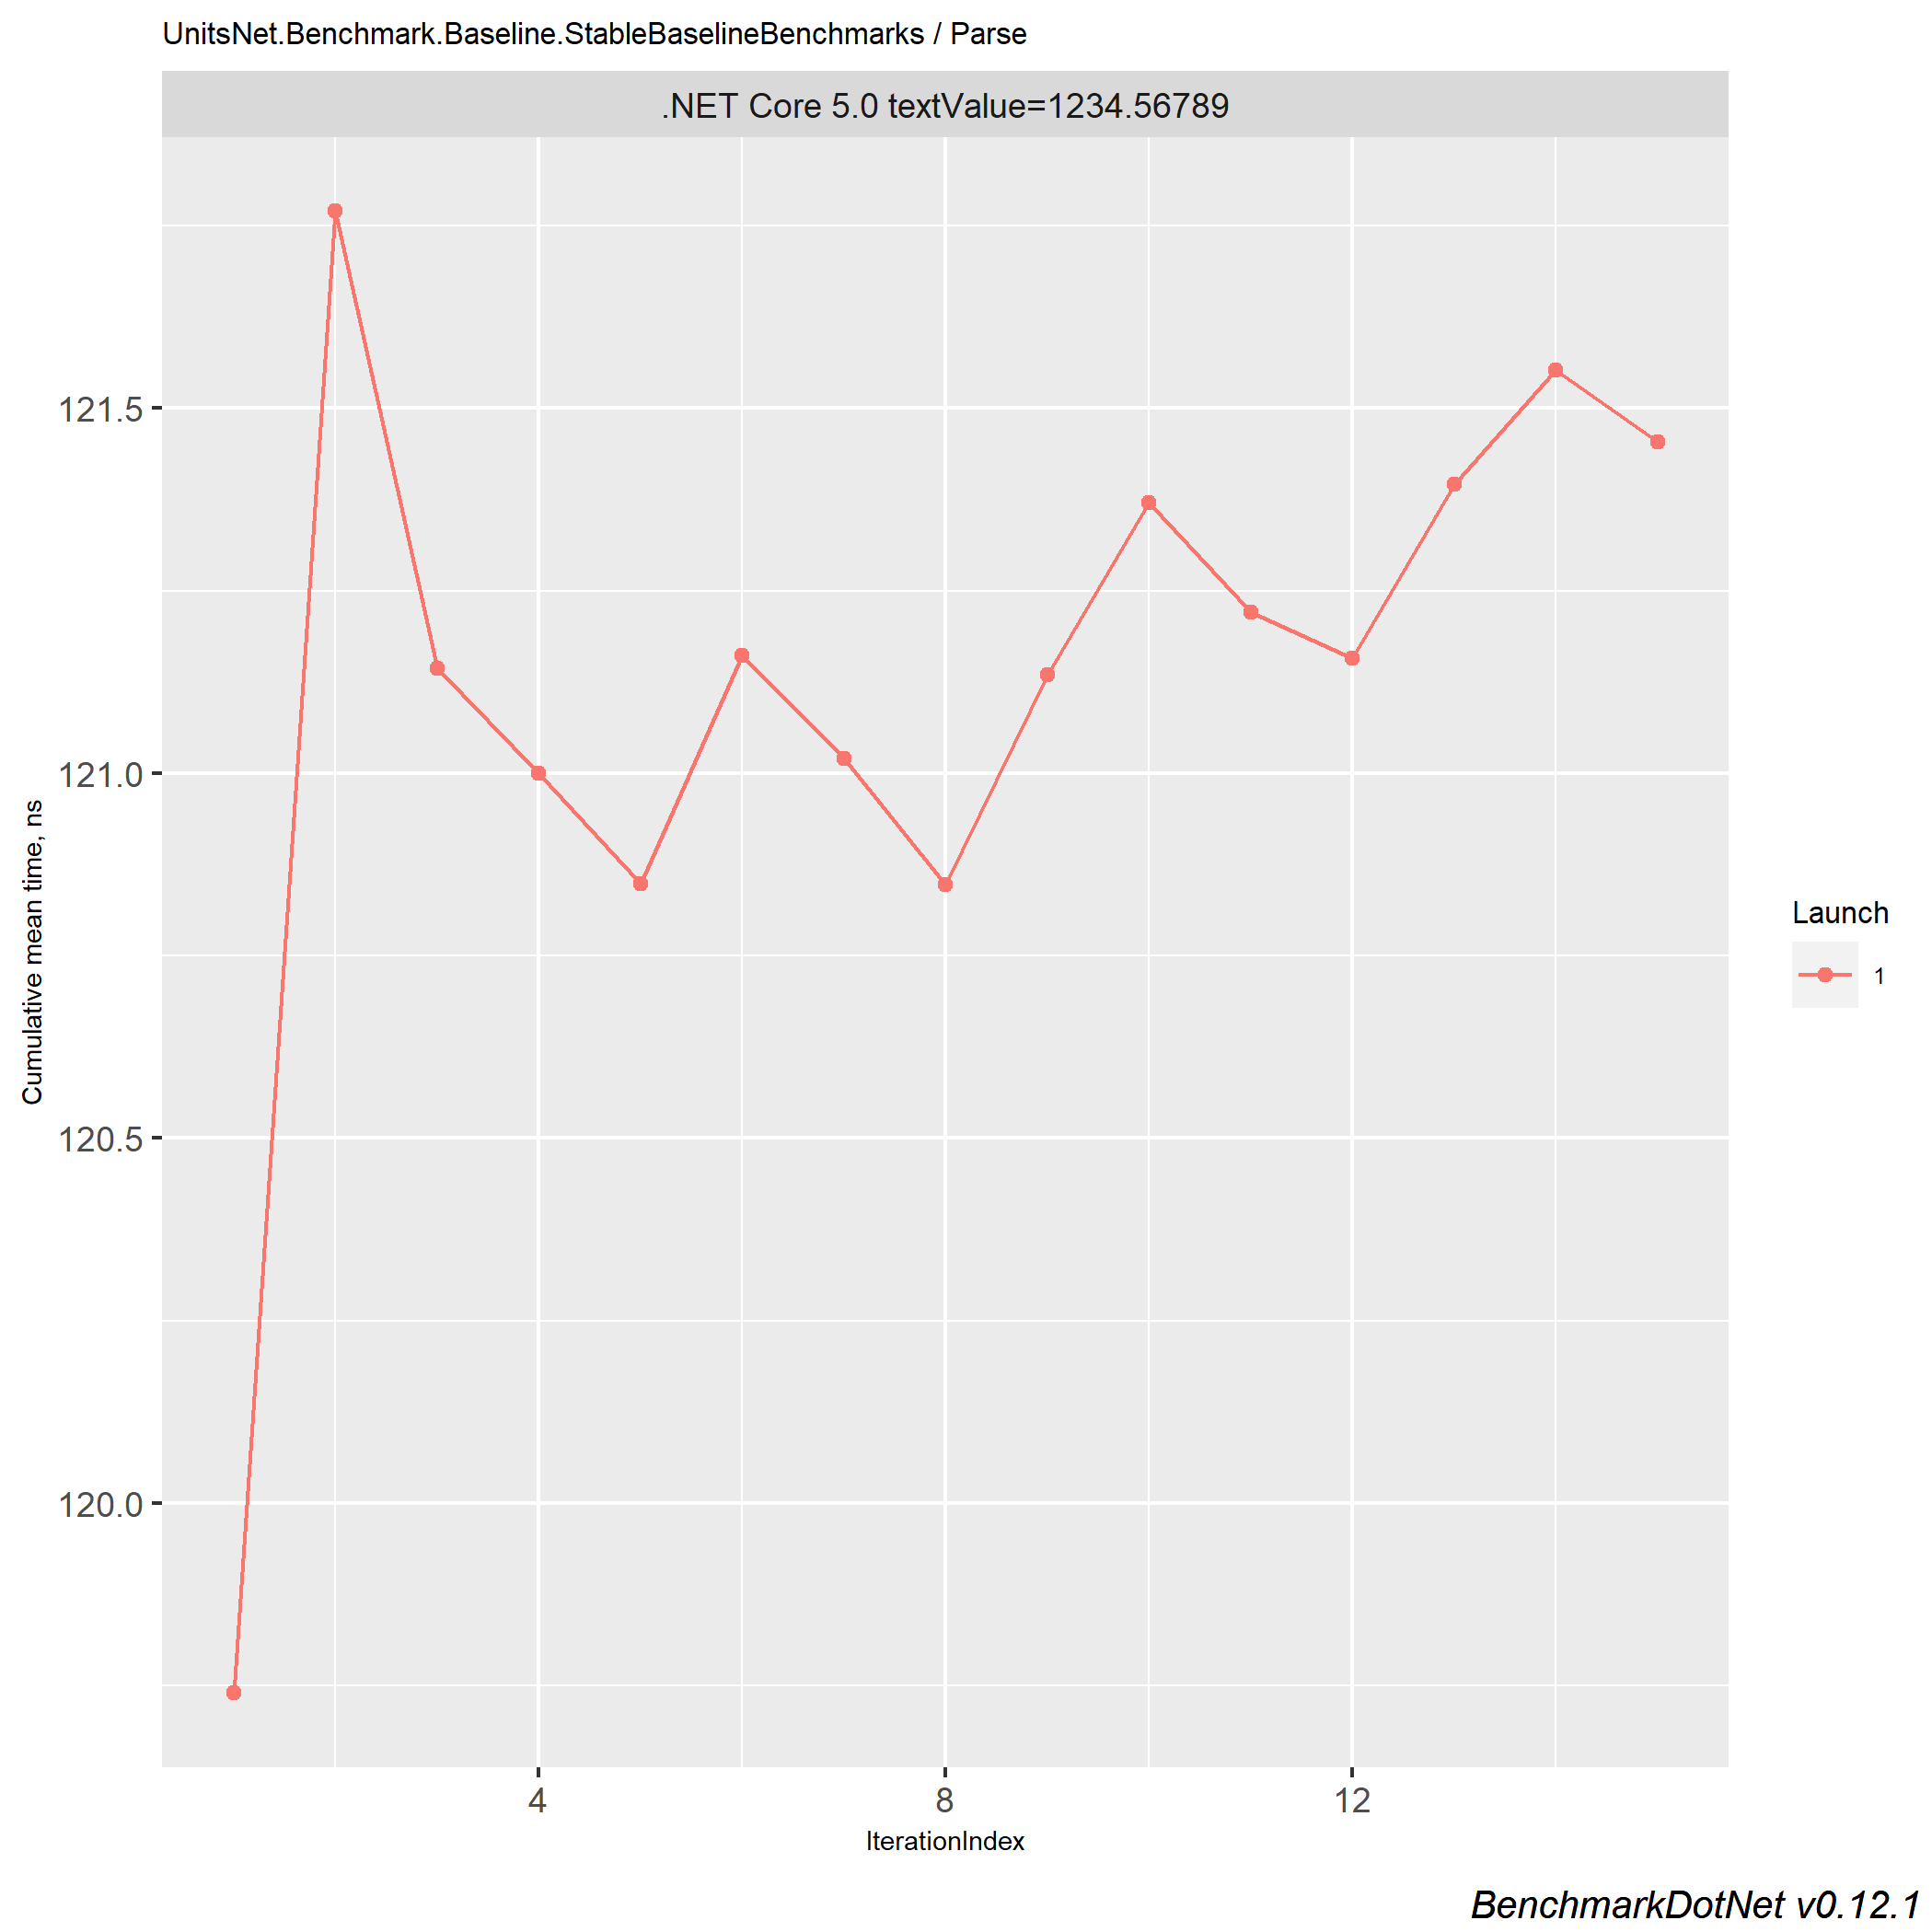 UnitsNet.Benchmark.Baseline.StableBaselineBenchmarks / Parse
.NET Core 5.0 textValue=1234.56789
121.5
121.0
120.5
120.0
Cumulative mean time, ns
4 8 12
IterationIndex
Launch
1
BenchmarkDotNet v0.12.1